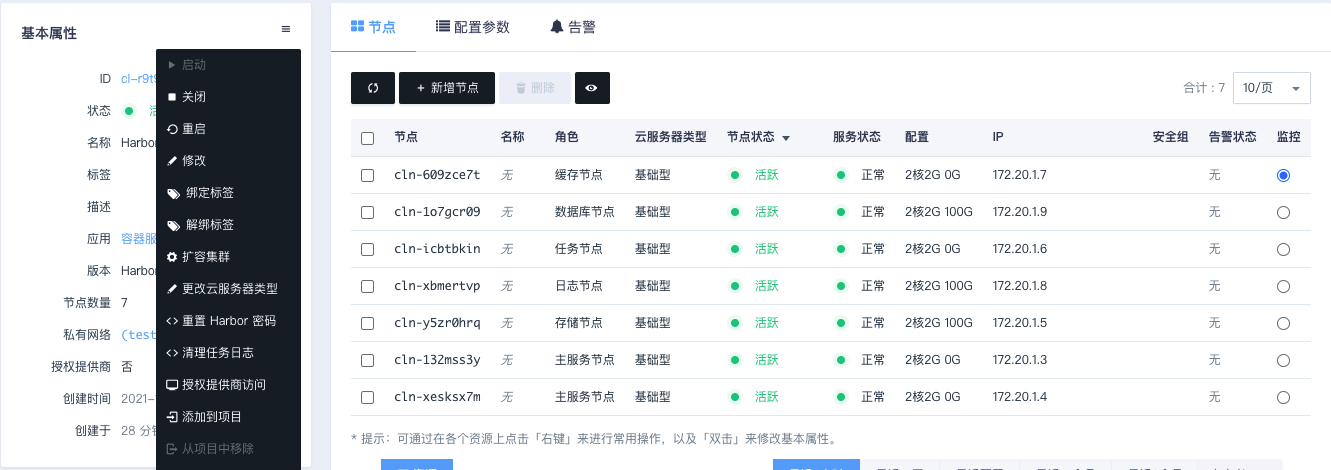 基本属性
ID cl-r9t9
状态 活
名称 Harbor
标签
描述
应用 容器服
版本 Harbor
节点数量 7
私有网络 (test
授权提供商 否
创建时间 2021-
创建于 28 分钟
启动
关闭
重启
修改
绑定标签
解绑标签
扩容集群
更改云服务器类型
重置 Harbor 密码
清理任务日志
授权提供商访问
添加到项目
从项目中移除
节点 配置参数 告警
+ 新增节点 删除 合计：7 10/页
节点 名称 角色 云服务器类型 节点状态 服务状态 配置 IP 安全组 告警状态 监控
cln-609zce7t 无 缓存节点 基础型 活跃 正常 2核2G 0G 172.20.1.7 无
cln-1o7gcr09 无 数据库节点 基础型 活跃 正常 2核2G 100G 172.20.1.9 无
cln-icbtbkin 无 任务节点 基础型 活跃 正常 2核2G 0G 172.20.1.6 无
cln-xbmertvp 无 日志节点 基础型 活跃 正常 2核2G 100G 172.20.1.8 无
cln-y5zr0hrq 无 存储节点 基础型 活跃 正常 2核2G 100G 172.20.1.5 无
cln-132mss3y 无 主服务节点 基础型 活跃 正常 2核2G 0G 172.20.1.3 无
cln-xesksx7m 无 主服务节点 基础型 活跃 正常 2核2G 0G 172.20.1.4 无
* 提示：可通过在各个资源上点击「右键」来进行常用操作，以及「双击」来修改基本属性。